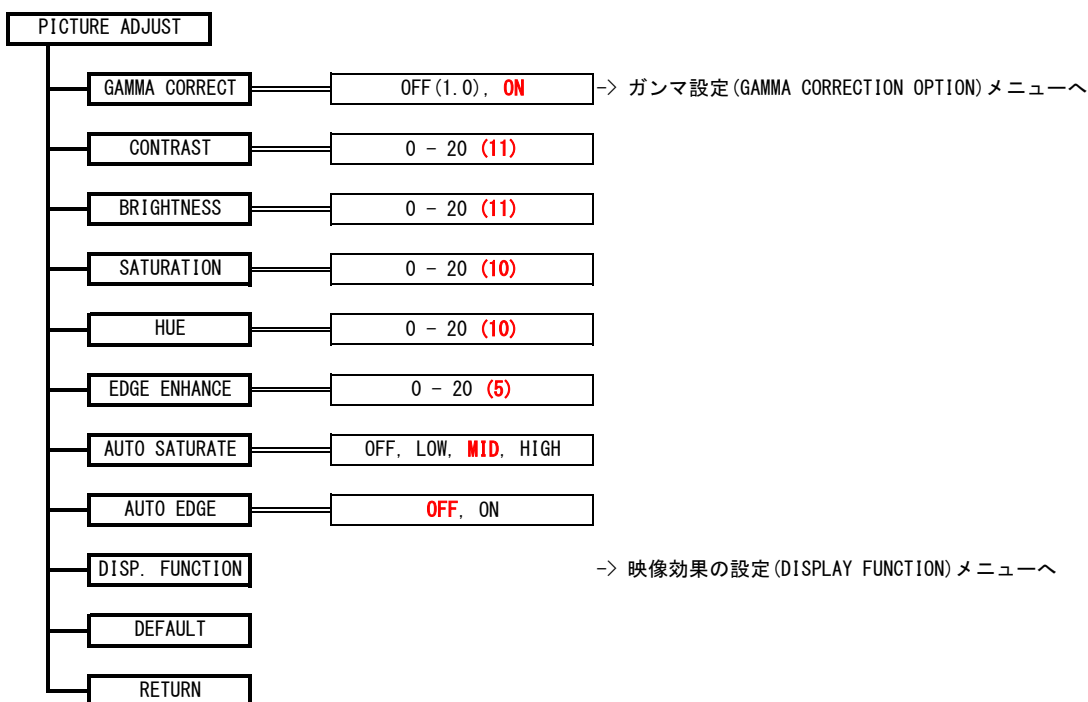 PICTURE ADJUST
GAMMA CORRECT OFF(1.0), ON -> ガンマ設定(GAMMA CORRECTION OPTION)メニューへ
CONTRAST 0 - 20 (11)
BRIGHTNESS 0 - 20 (11)
SATURATION 0 - 20 (10)
HUE 0 - 20 (10)
EDGE ENHANCE 0 - 20 (5)
AUTO SATURATE OFF, LOW, MID, HIGH
AUTO EDGE OFF, ON
DISP. FUNCTION -> 映像効果の設定(DISPLAY FUNCTION)メニューへ
DEFAULT
RETURN